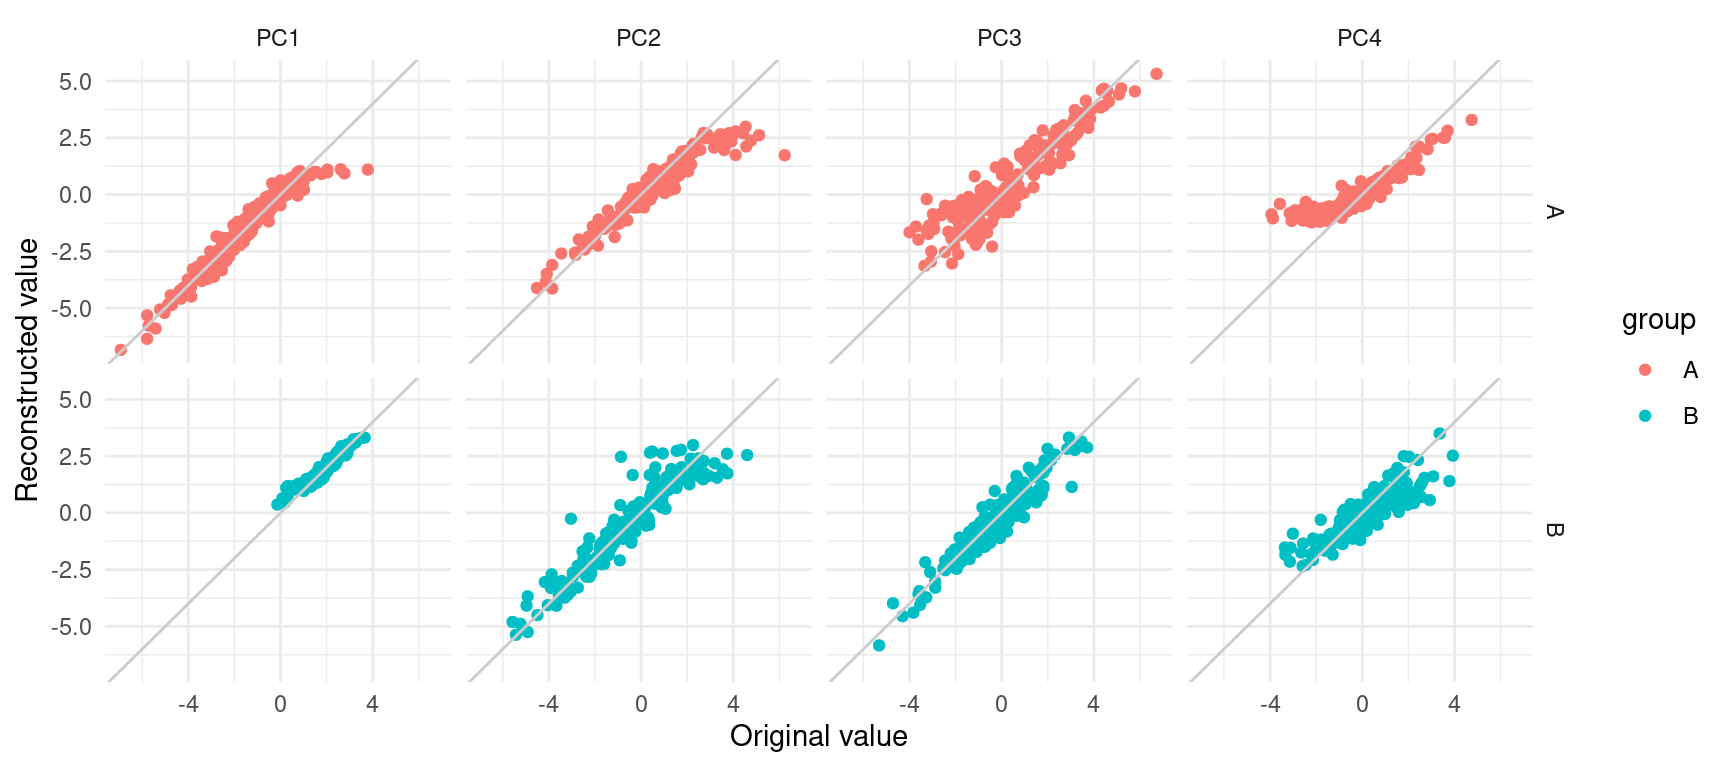 PC1 PC2 PC3 PC4
5.0
2.5
0.0
-2.5
-5.0
A
5.0
2.5
0.0
-2.5
-5.0
B
-4 0 4 -4 0 4 -4 0 4 -4 0 4
Original value
Reconstructed value
group
A
B